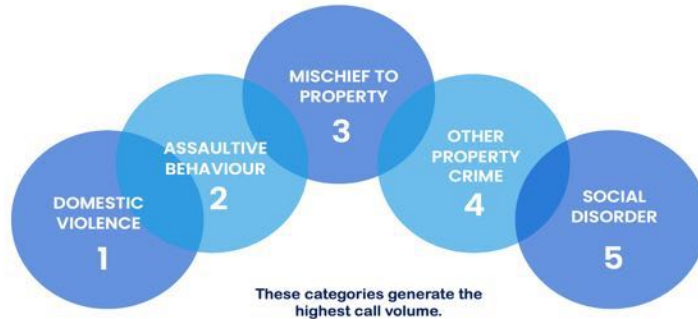 DOMESTIC
VIOLENCE
1
ASSAULTIVE
BEHAVIOUR
2
MISCHIEF TO
PROPERTY
3
OTHER
PROPERTY
CRIME
4
SOCIAL
DISORDER
5
These categories generate the
highest call volume.